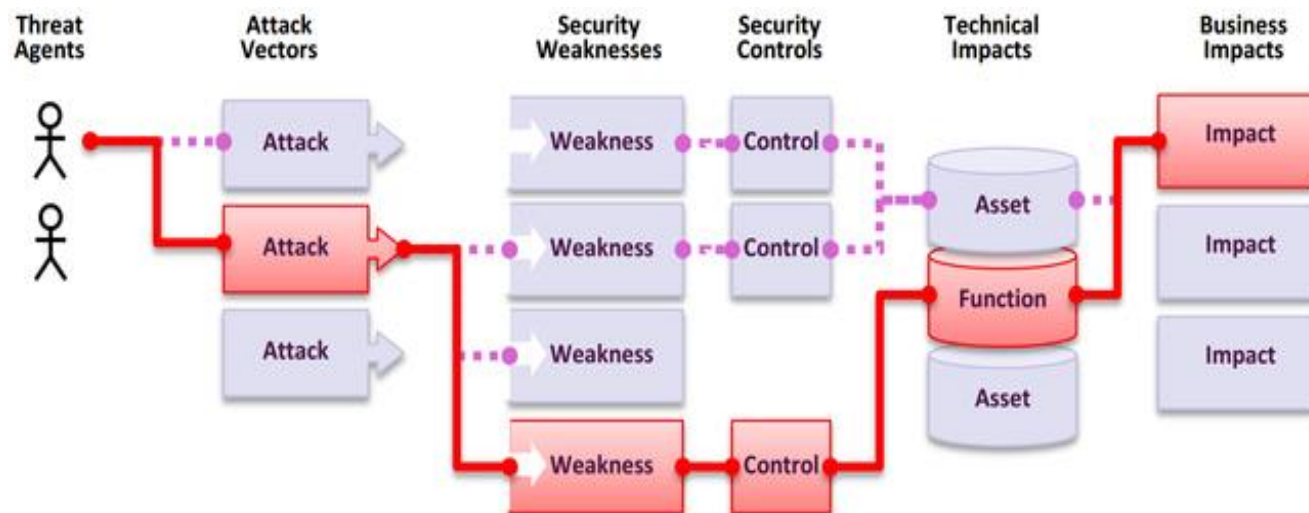 Threat
Agents
Attack
Vectors
Security
Weaknesses
Security
Controls
Technical
Impacts
Business
Impacts
Attack
Attack
Attack
Weakness
Weakness
Weakness
Weakness
Control
Control
Control
Asset
Function
Asset
Impact
Impact
Impact